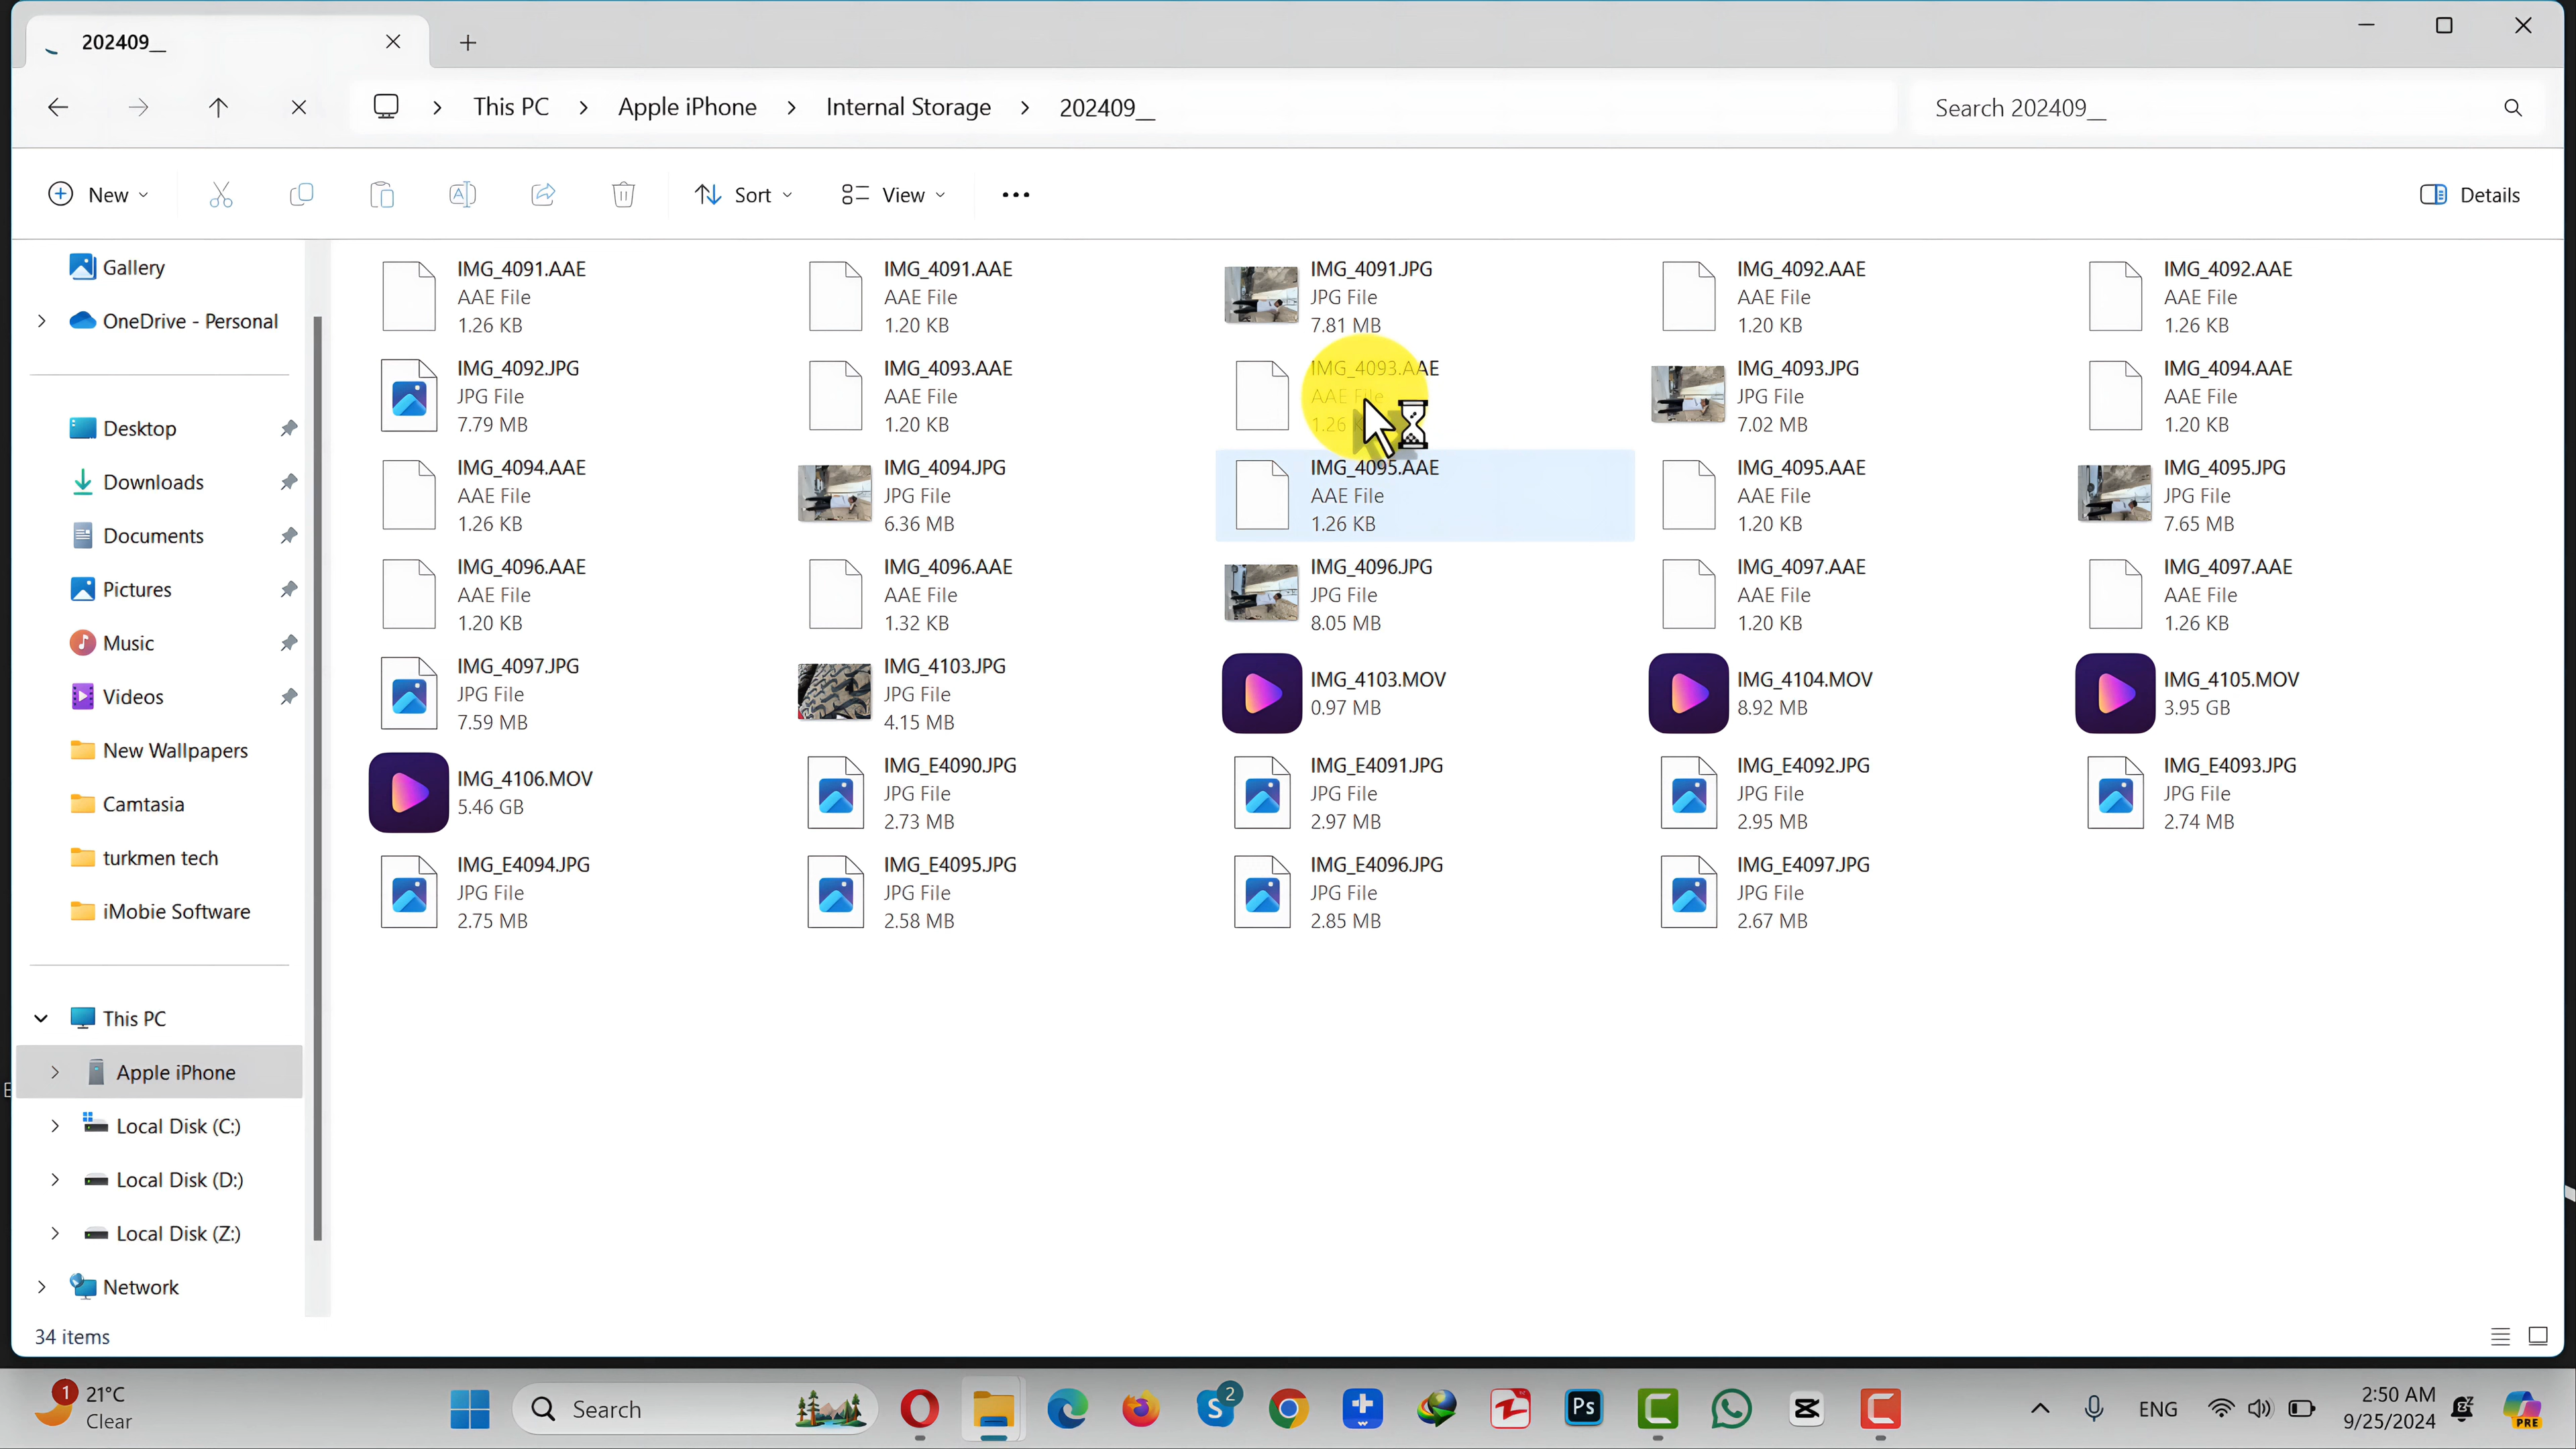 202409__
This PC
Apple iPhone
Internal Storage
202409__
Search 202409__
New
Sort
View
Details
Gallery
OneDrive - Personal
Desktop
Downloads
Documents
Pictures
Music
Videos
New Wallpapers
Camtasia
turkmen tech
iMobie Software
This PC
Apple iPhone
Local Disk (C:)
Local Disk (D:)
Local Disk (Z:)
Network
IMG_4091.AAE
AAE File
1.26 KB
IMG_4091.AAE
AAE File
1.20 KB
IMG_4091.JPG
JPG File
7.81 MB
IMG_4092.AAE
AAE File
1.20 KB
IMG_4092.AAE
AAE File
1.26 KB
IMG_4092.JPG
JPG File
7.79 MB
IMG_4093.AAE
AAE File
1.20 KB
IMG_4093.AAE
AAE File
1.26
IMG_4093.JPG
JPG File
7.02 MB
IMG_4094.AAE
AAE File
1.20 KB
IMG_4094.AAE
AAE File
1.26 KB
IMG_4094.JPG
JPG File
6.36 MB
IMG_4095.AAE
AAE File
1.26 KB
IMG_4095.AAE
AAE File
1.20 KB
IMG_4095.JPG
JPG File
7.65 MB
IMG_4096.AAE
AAE File
1.20 KB
IMG_4096.AAE
AAE File
1.32 KB
IMG_4096.JPG
JPG File
8.05 MB
IMG_4097.AAE
AAE File
1.20 KB
IMG_4097.AAE
AAE File
1.26 KB
IMG_4097.JPG
JPG File
7.59 MB
IMG_4103.JPG
JPG File
4.15 MB
IMG_4103.MOV
0.97 MB
IMG_4104.MOV
8.92 MB
IMG_4105.MOV
3.95 GB
IMG_4106.MOV
5.46 GB
IMG_E4090.JPG
JPG File
2.73 MB
IMG_E4091.JPG
JPG File
2.97 MB
IMG_E4092.JPG
JPG File
2.95 MB
IMG_E4093.JPG
JPG File
2.74 MB
IMG_E4094.JPG
JPG File
2.75 MB
IMG_E4095.JPG
JPG File
2.58 MB
IMG_E4096.JPG
JPG File
2.85 MB
IMG_E4097.JPG
JPG File
2.67 MB
34 items
1
21°C
Clear
Search
2
Ps
ENG
2:50 AM
9/25/2024
PRE